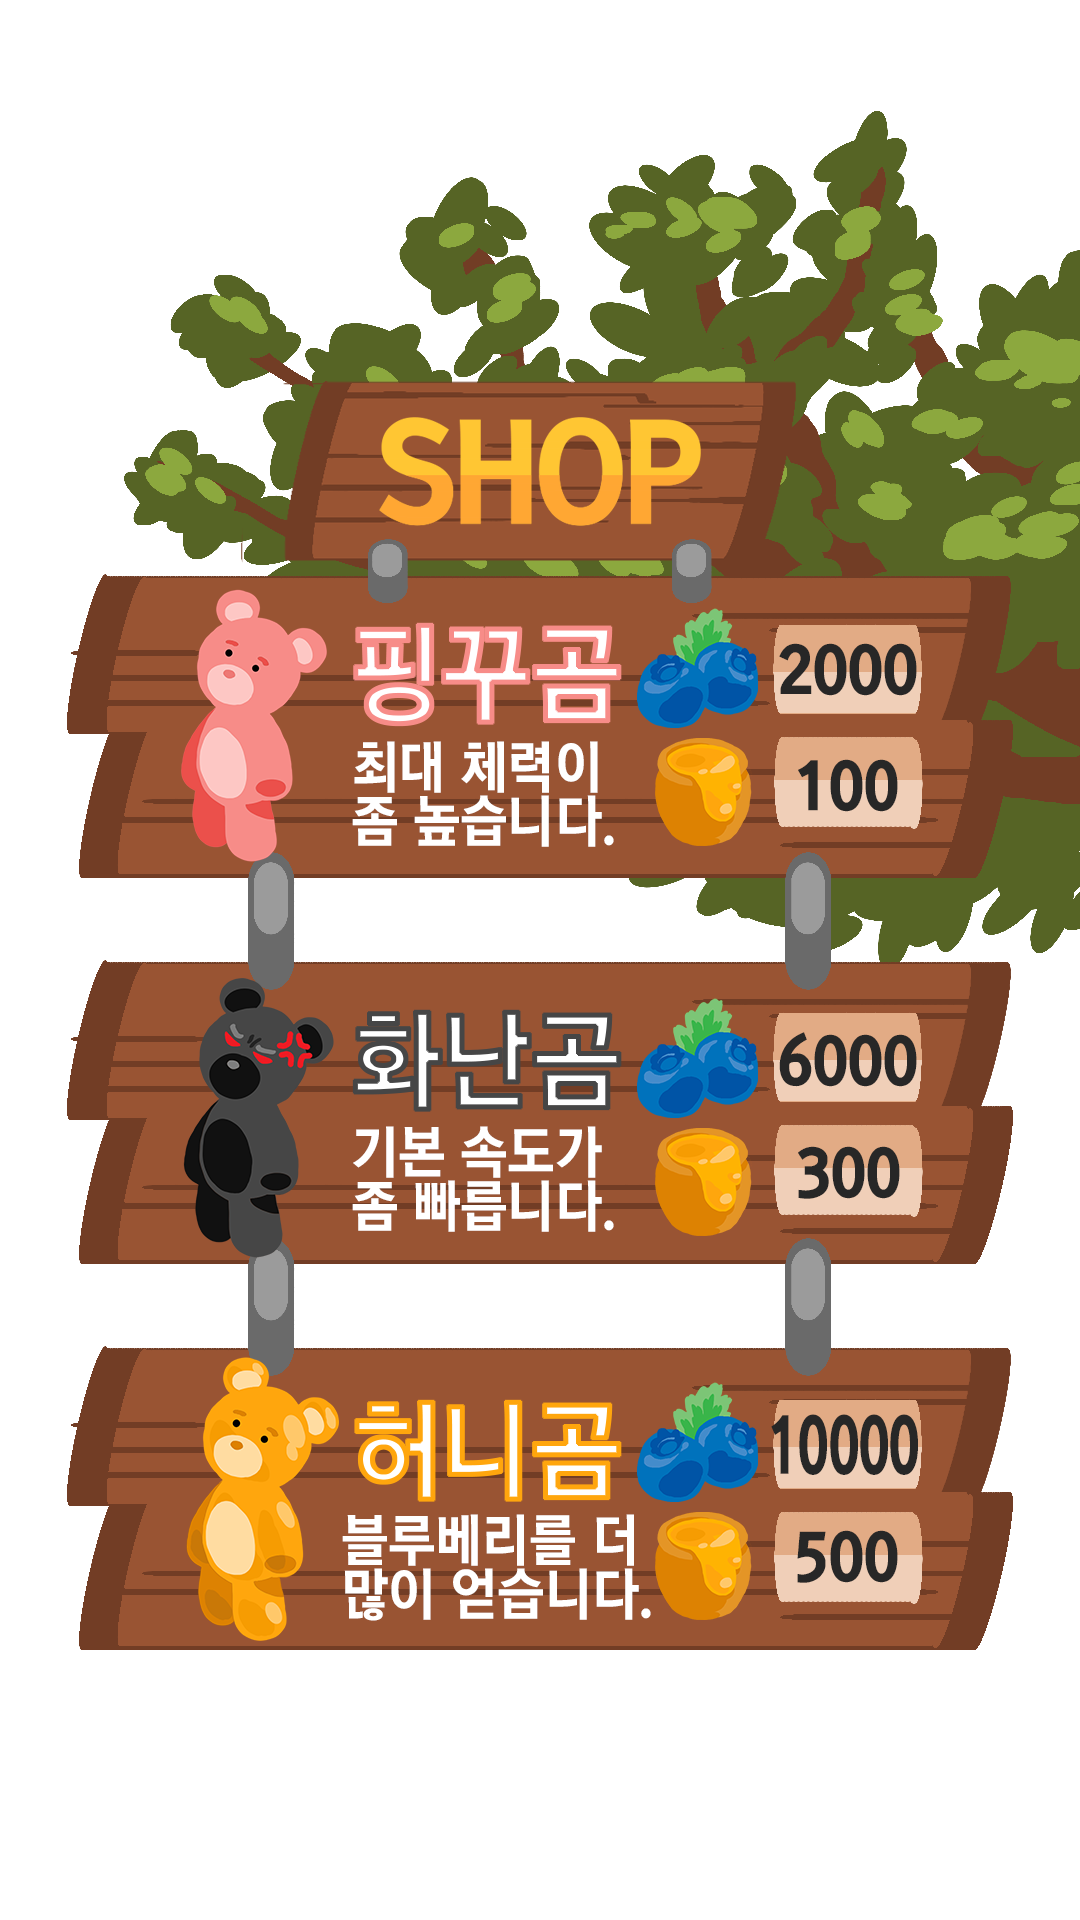 SHOP
핑꾸곰
2000
최대 체력이
좀 높습니다.
100
화난곰
6000
기본 속도가
좀 빠릅니다.
300
허니곰
10000
블루베리를 더
많이 얻습니다.
500